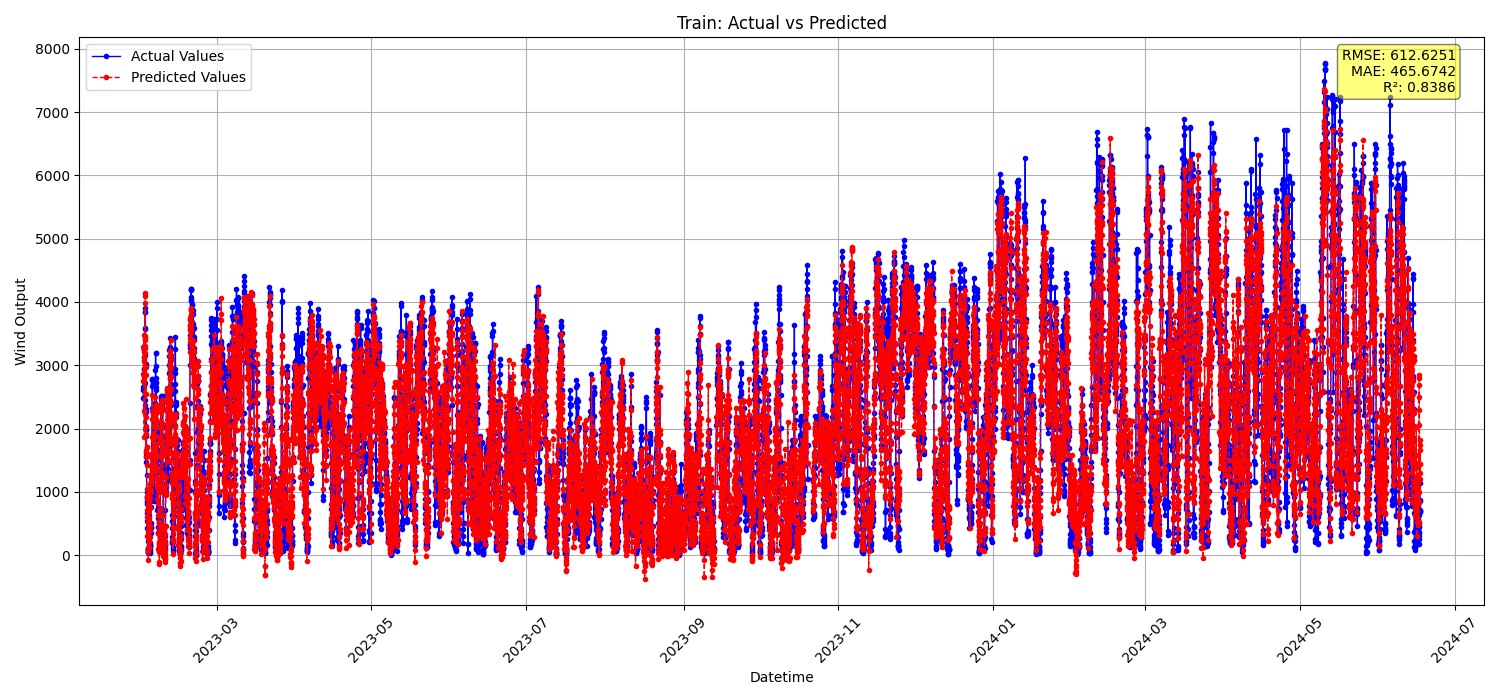 Train: Actual vs Predicted
Actual Values
Predicted Values
RMSE: 612.6251
MAE: 465.6742
R²: 0.8386
Wind Output
8000
7000
6000
5000
4000
3000
2000
1000
0
2023-03
2023-05
2023-07
2023-09
2023-11
2024-01
2024-03
2024-05
2024-07
Datetime